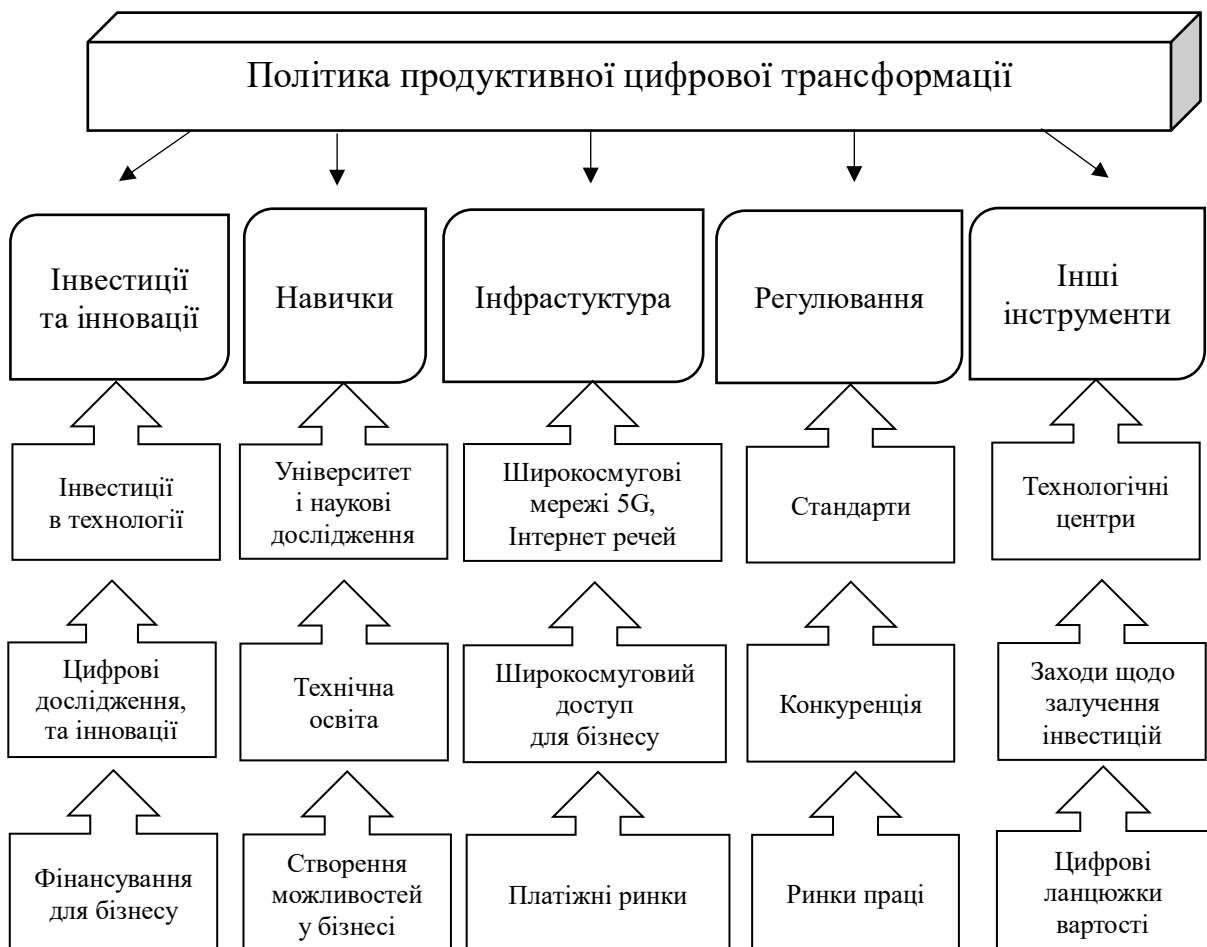 Політика продуктивної цифрової трансформації
Інвестиції
та інновації
Навички
Інфрастуктура
Регулювання
Інші
інструменти
Інвестиції
в технології
Університет
і наукові
дослідження
Широкосмугові
мережі 5G,
Інтернет речей
Стандарти
Технологічні
центри
Цифрові
дослідження,
та інновації
Технічна
освіта
Широкосмуговий
доступ
для бізнесу
Конкуренція
Заходи щодо
залучення
інвестицій
Фінансування
для бізнесу
Створення
можливостей
у бізнесі
Платіжні ринки
Ринки праці
Цифрові
ланцюжки
вартості